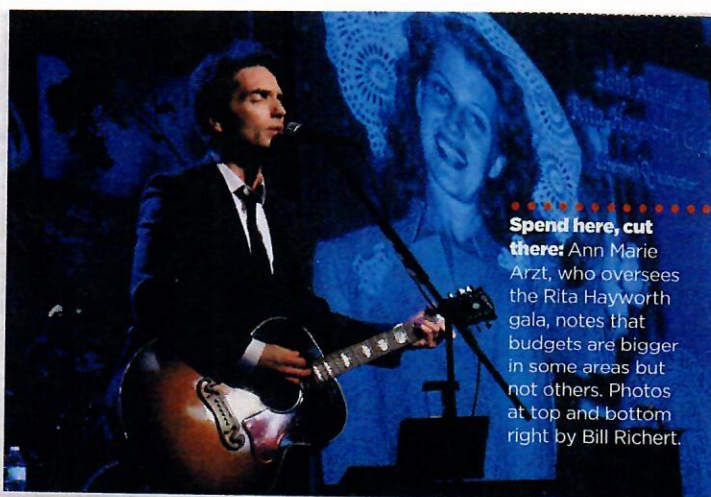 Spend here, cut
there: Ann Marie
Arzt, who oversees
the Rita Hayworth
gala, notes that
budgets are bigger
in some areas but
not others. Photos
at top and bottom
right by Bill Richert.